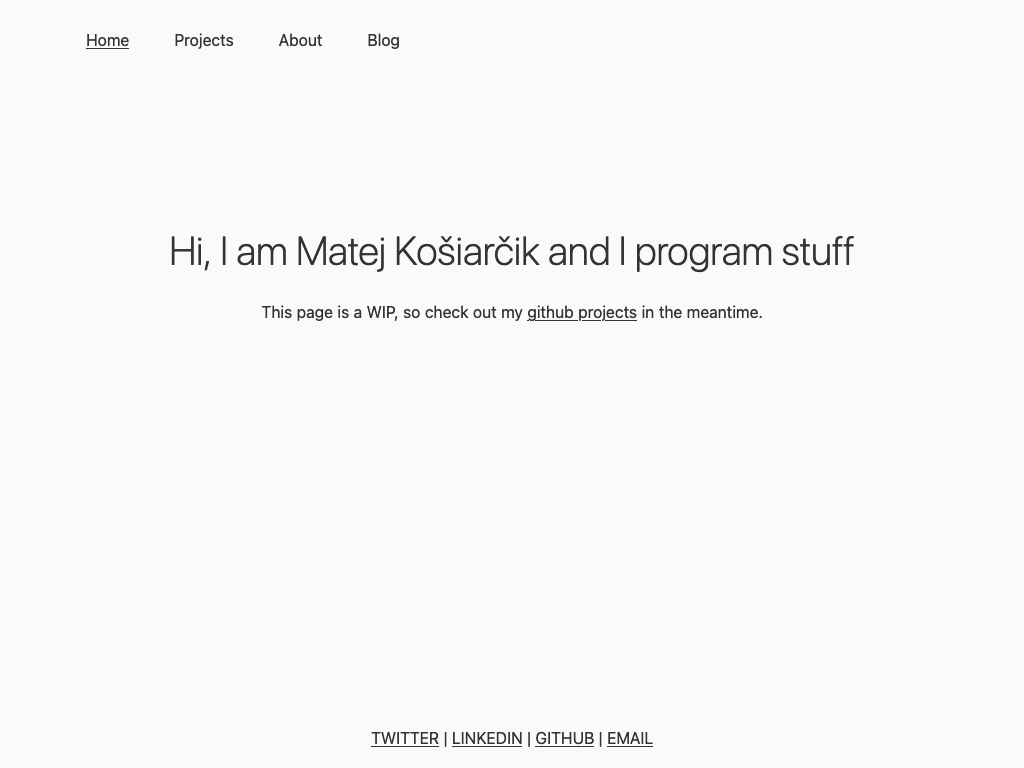 Home Projects About Blog
Hi, I am Matej Košiarčik and I program stuff
This page is a WIP, so check out my github projects in the meantime.
TWITTER | LINKEDIN | GITHUB | EMAIL